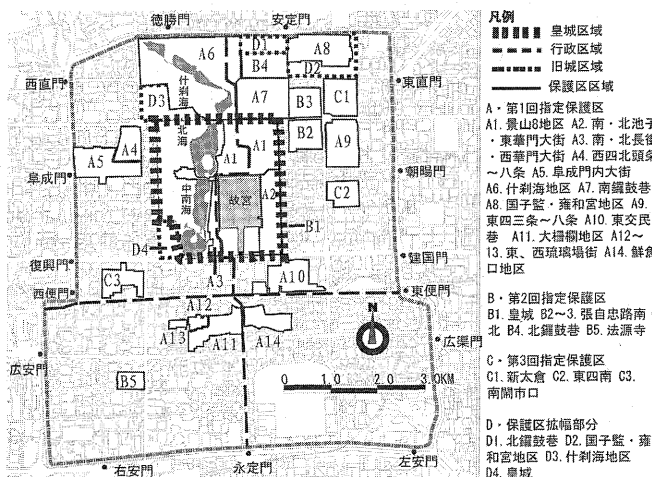 徳勝門
安定門
西直門
東直門
阜成門
朝陽門
復興門
西便門
建国門
東便門
広安門
広渠門
右安門
永定門
左安門
什刹海
北海
中南海
故宮
A6
D1
B4
A8
D2
D3
A7
B3
C1
B2
A9
A4
A5
A1
A1
A2
C2
B1
D4
A3
C3
A10
A12
A13
A11
A14
B5
N
0 1.0 2.0 3.0KM
凡例
皇城区域
行政区域
旧城区域
保護区区域
A・第1回指定保護区
A1. 景山8地区 A2. 南・北池子
・東華門大街 A3. 南・北長街
・西華門大街 A4. 西四北頭条
~八条 A5. 阜成門内大街
A6. 什刹海地区 A7. 南鑼鼓巷
A8. 国子監・雍和宮地区 A9.
東四三条~八条 A10. 東交民
巷 A11. 大柵欄地区 A12~
13. 東、西琉璃場街 A14. 鮮魚
口地区
B・第2回指定保護区
B1. 皇城 B2~3. 張自忠路南
北 B4. 北鑼鼓巷 B5. 法源寺
C・第3回指定保護区
C1. 新太倉 C2. 東四南 C3.
南鬧市口
D・保護区拡幅部分
D1. 北鑼鼓巷 D2. 国子監・雍
和宮地区 D3. 什刹海地区
D4. 皇城